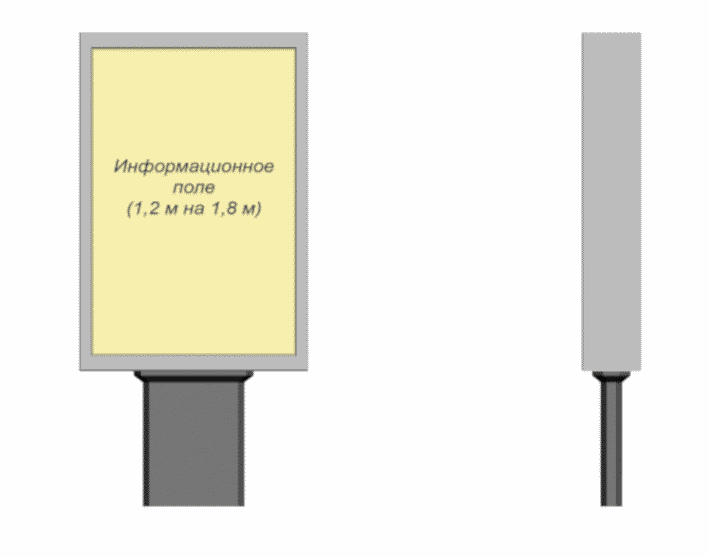 Информационное
поле
(1,2 м на 1,8 м)